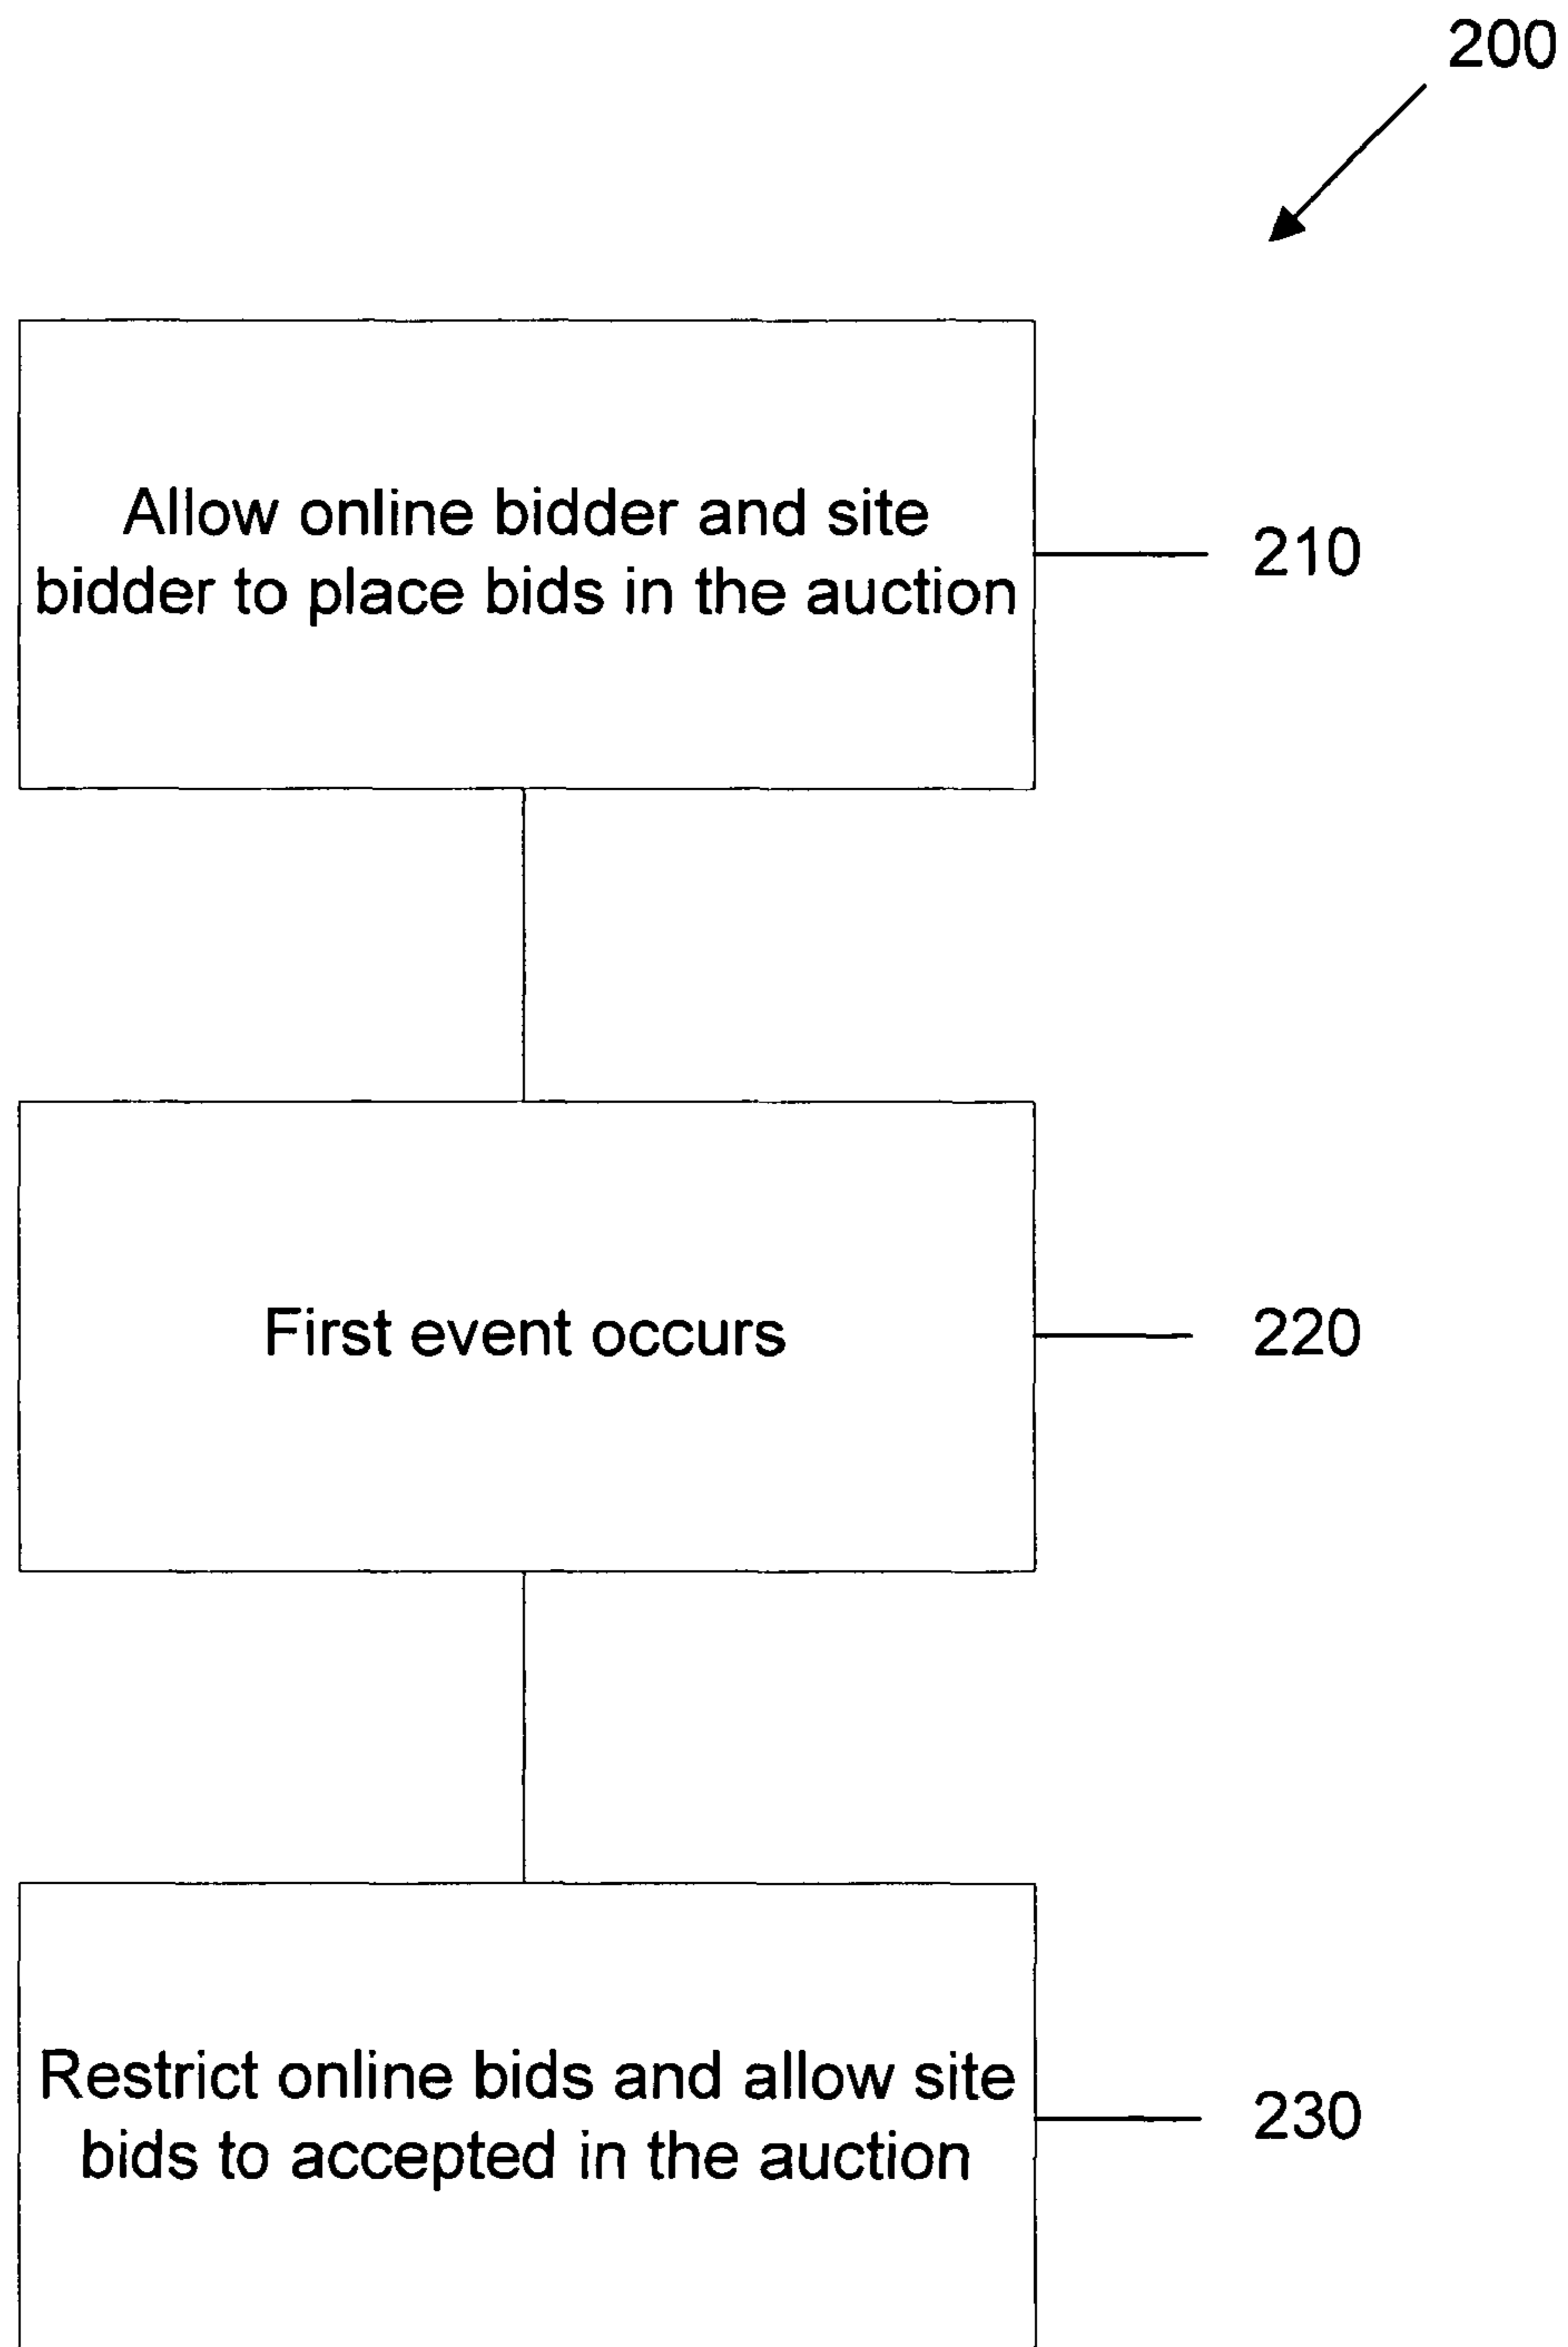 200
Allow online bidder and site
bidder to place bids in the auction
210
First event occurs
220
Restrict online bids and allow site
bids to accepted in the auction
230